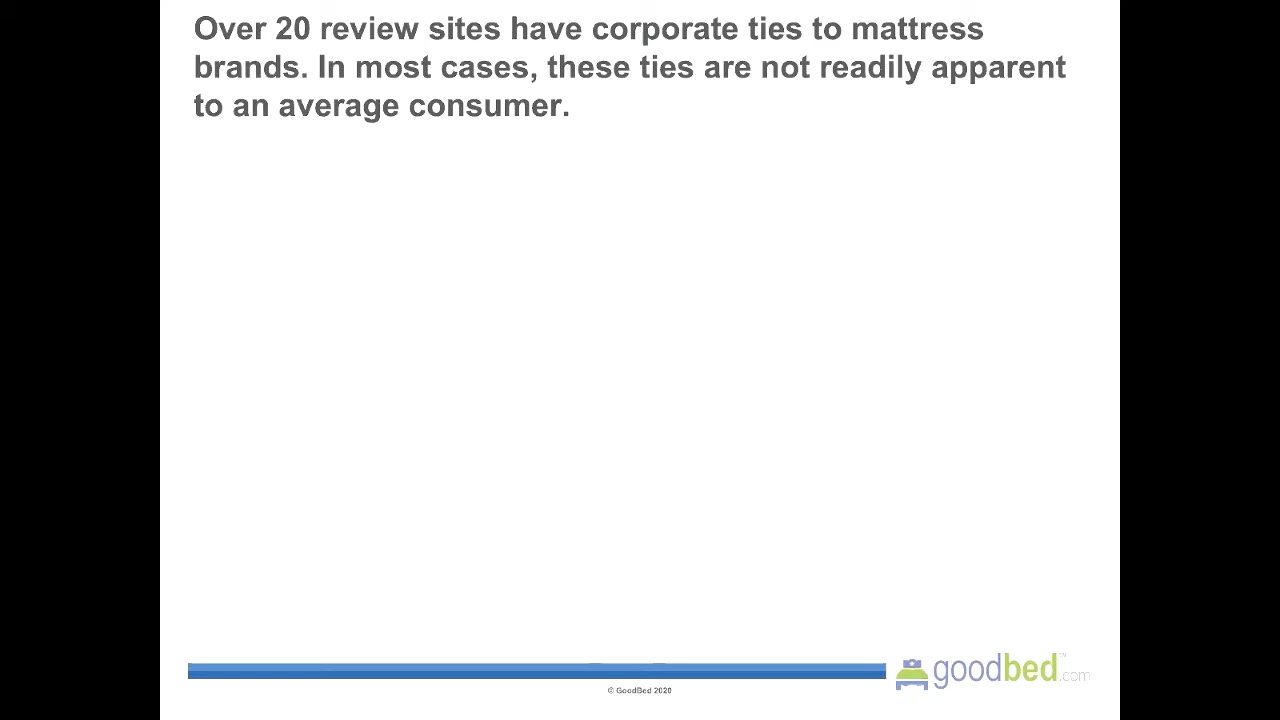 Over 20 review sites have corporate ties to mattress
brands. In most cases, these ties are not readily apparent
to an average consumer.
goodbed.com™
© GoodBed 2020